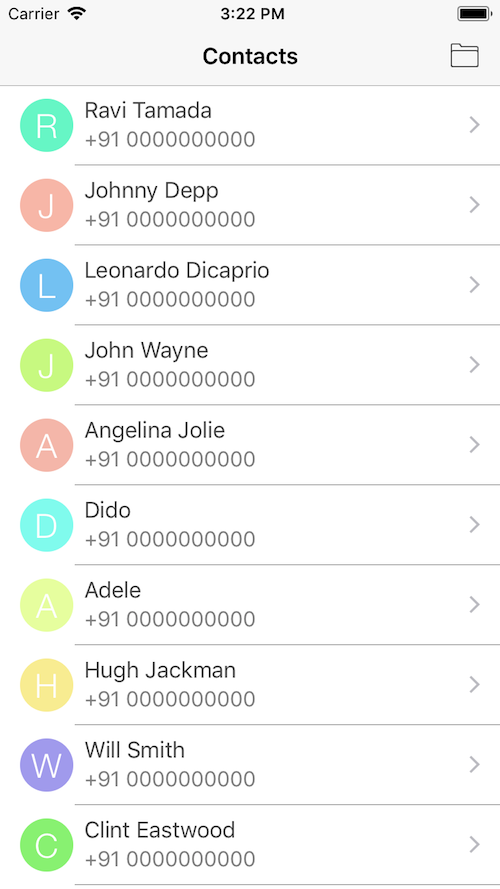 Carrier 3:22 PM
Contacts
R Ravi Tamada
+91 0000000000
J Johnny Depp
+91 0000000000
L Leonardo Dicaprio
+91 0000000000
J John Wayne
+91 0000000000
A Angelina Jolie
+91 0000000000
D Dido
+91 0000000000
A Adele
+91 0000000000
H Hugh Jackman
+91 0000000000
W Will Smith
+91 0000000000
C Clint Eastwood
+91 0000000000